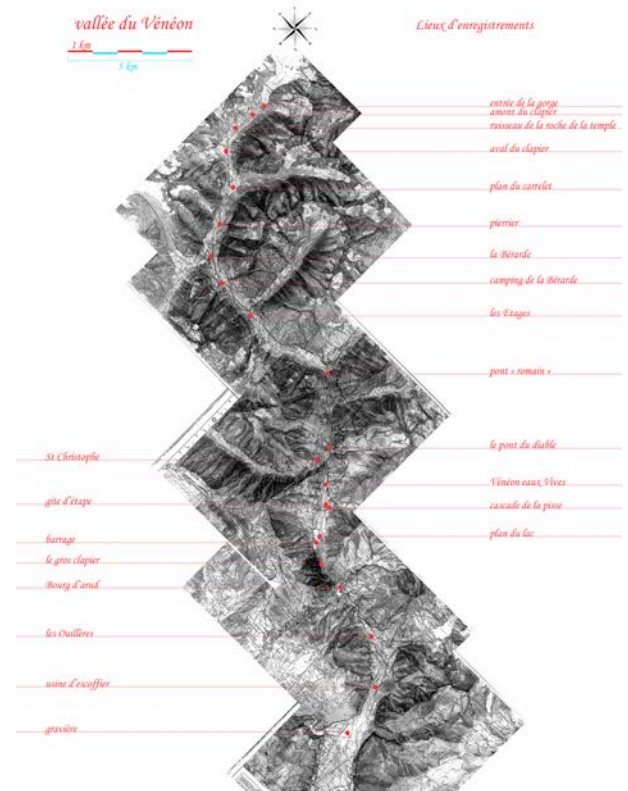 vallée du Vénéon
1 km
5 km
Lieux d'enregistrements
entrée de la gorge
amont du clapier
ruisseau de la roche de la temple
aval du clapier
plan du carrelet
pierrier
la Bérarde
camping de la Bérarde
les Etages
pont « romain »
le pont du diable
St Christophe
Vénéon eaux Vives
gite d'étape
cascade de la pisse
plan du lac
barrage
le gros clapier
Bourg d'arud
les Ouillères
usine d'escoffier
gravière